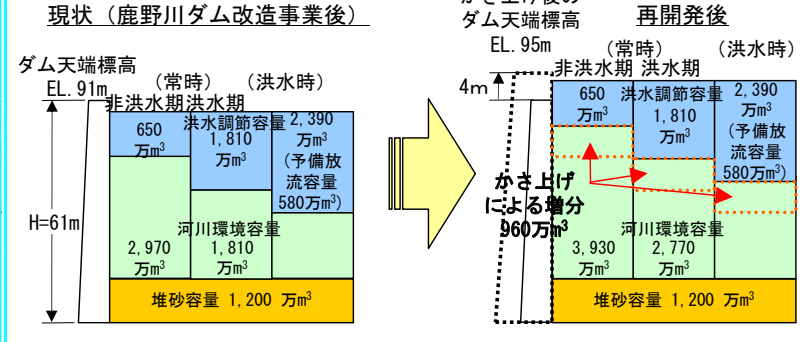 現状（鹿野川ダム改造事業後）
ダム天端標高
EL. 91m
（常時）
（洪水時）
非洪水期
洪水期
洪水調節容量
650
万m³
1,810
万m³
2,390
万m³
（予備放
流容量
580万m³）
H=61m
河川環境容量
2,970
万m³
1,810
万m³
堆砂容量 1,200 万m³
かさ上げ後の
ダム天端標高
EL. 95m
4m
再開発後
（常時）
（洪水時）
非洪水期
洪水期
洪水調節容量
650
万m³
1,810
万m³
2,390
万m³
（予備放
流容量
580万m³）
かさ上げ
による増分
960万m³
河川環境容量
3,930
万m³
2,770
万m³
堆砂容量 1,200 万m³